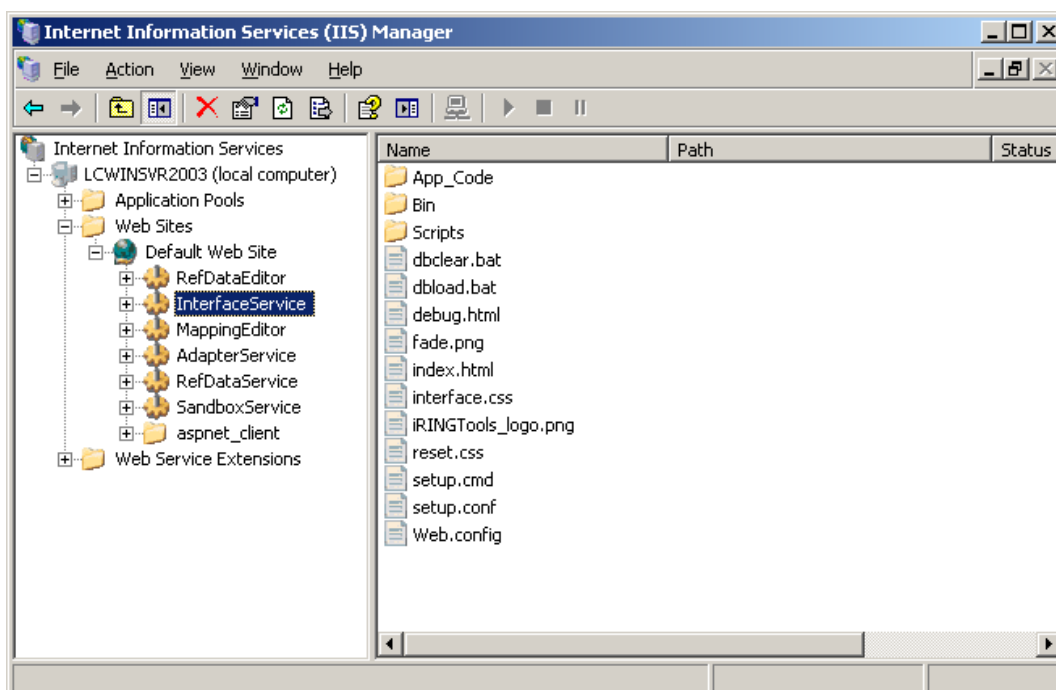 Internet Information Services (IIS) Manager
File Action View Window Help
Internet Information Services
LCWINSVR2003 (local computer)
Application Pools
Web Sites
Default Web Site
RefDataEditor
InterfaceService
MappingEditor
AdapterService
RefDataService
SandboxService
aspnet_client
Web Service Extensions
Name Path Status
App_Code
Bin
Scripts
dbclear.bat
dbload.bat
debug.html
fade.png
index.html
interface.css
iRINGTools_logo.png
reset.css
setup.cmd
setup.conf
Web.config